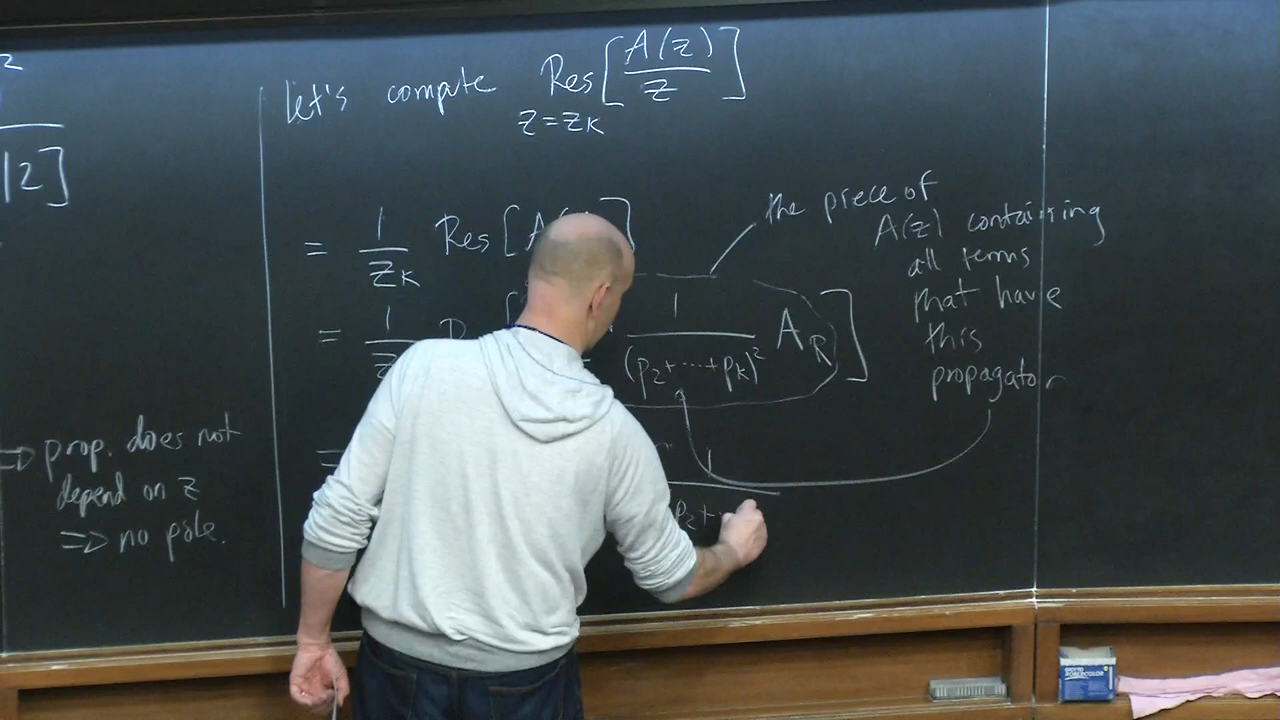 2
|2]
⇒ prop. does not
depend on z
⇒ no pole.
let's compute Res[A(z)/z]
z=zK
= 1/zK Res[A(
= 1/z 1/(p2+⋯+pK)² AR]
=
1
p2+
the piece of
A(z) containing
all terms
that have
this
propagator